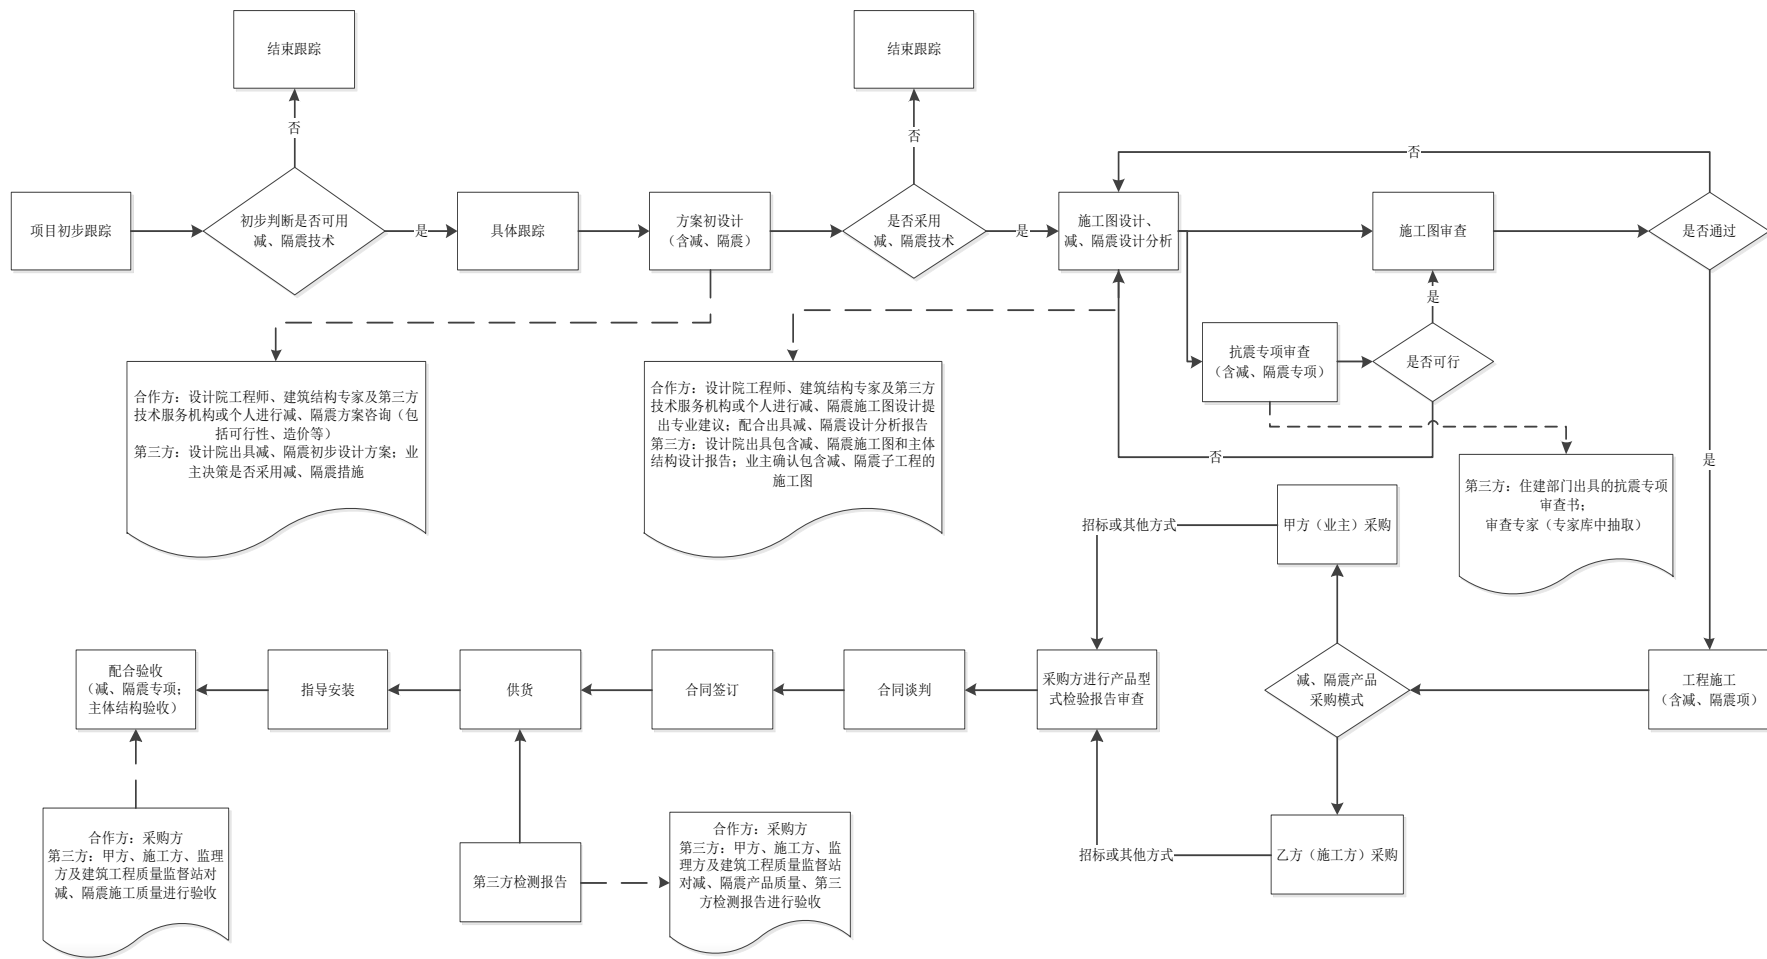 结束跟踪
结束跟踪
否
否
否
项目初步跟踪
初步判断是否可用
减、隔震技术
是
具体跟踪
方案初设计
（含减、隔震）
是否采用
减、隔震技术
是
施工图设计、
减、隔震设计分析
施工图审查
是否通过
是
抗震专项审查
（含减、隔震专项）
是否可行
否
是
合作方：设计院工程师、建筑结构专家及第三方
技术服务机构或个人进行减、隔震方案咨询（包
括可行性、造价等）
第三方：设计院出具减、隔震初步设计方案；业
主决策是否采用减、隔震措施
合作方：设计院工程师、建筑结构专家及第三方
技术服务机构或个人进行减、隔震施工图设计提
出专业建议；配合出具减、隔震设计分析报告
第三方：设计院出具包含减、隔震施工图和主体
结构设计报告；业主确认包含减、隔震子工程的
施工图
第三方：住建部门出具的抗震专项
审查书；
审查专家（专家库中抽取）
招标或其他方式
甲方（业主）采购
配合验收
（减、隔震专项；
主体结构验收）
指导安装
供货
合同签订
合同谈判
采购方进行产品型
式检验报告审查
减、隔震产品
采购模式
工程施工
（含减、隔震项）
招标或其他方式
乙方（施工方）采购
合作方：采购方
第三方：甲方、施工方、监理
方及建筑工程质量监督站对
减、隔震施工质量进行验收
第三方检测报告
合作方：采购方
第三方：甲方、施工方、监
理方及建筑工程质量监督站
对减、隔震产品质量、第三
方检测报告进行验收